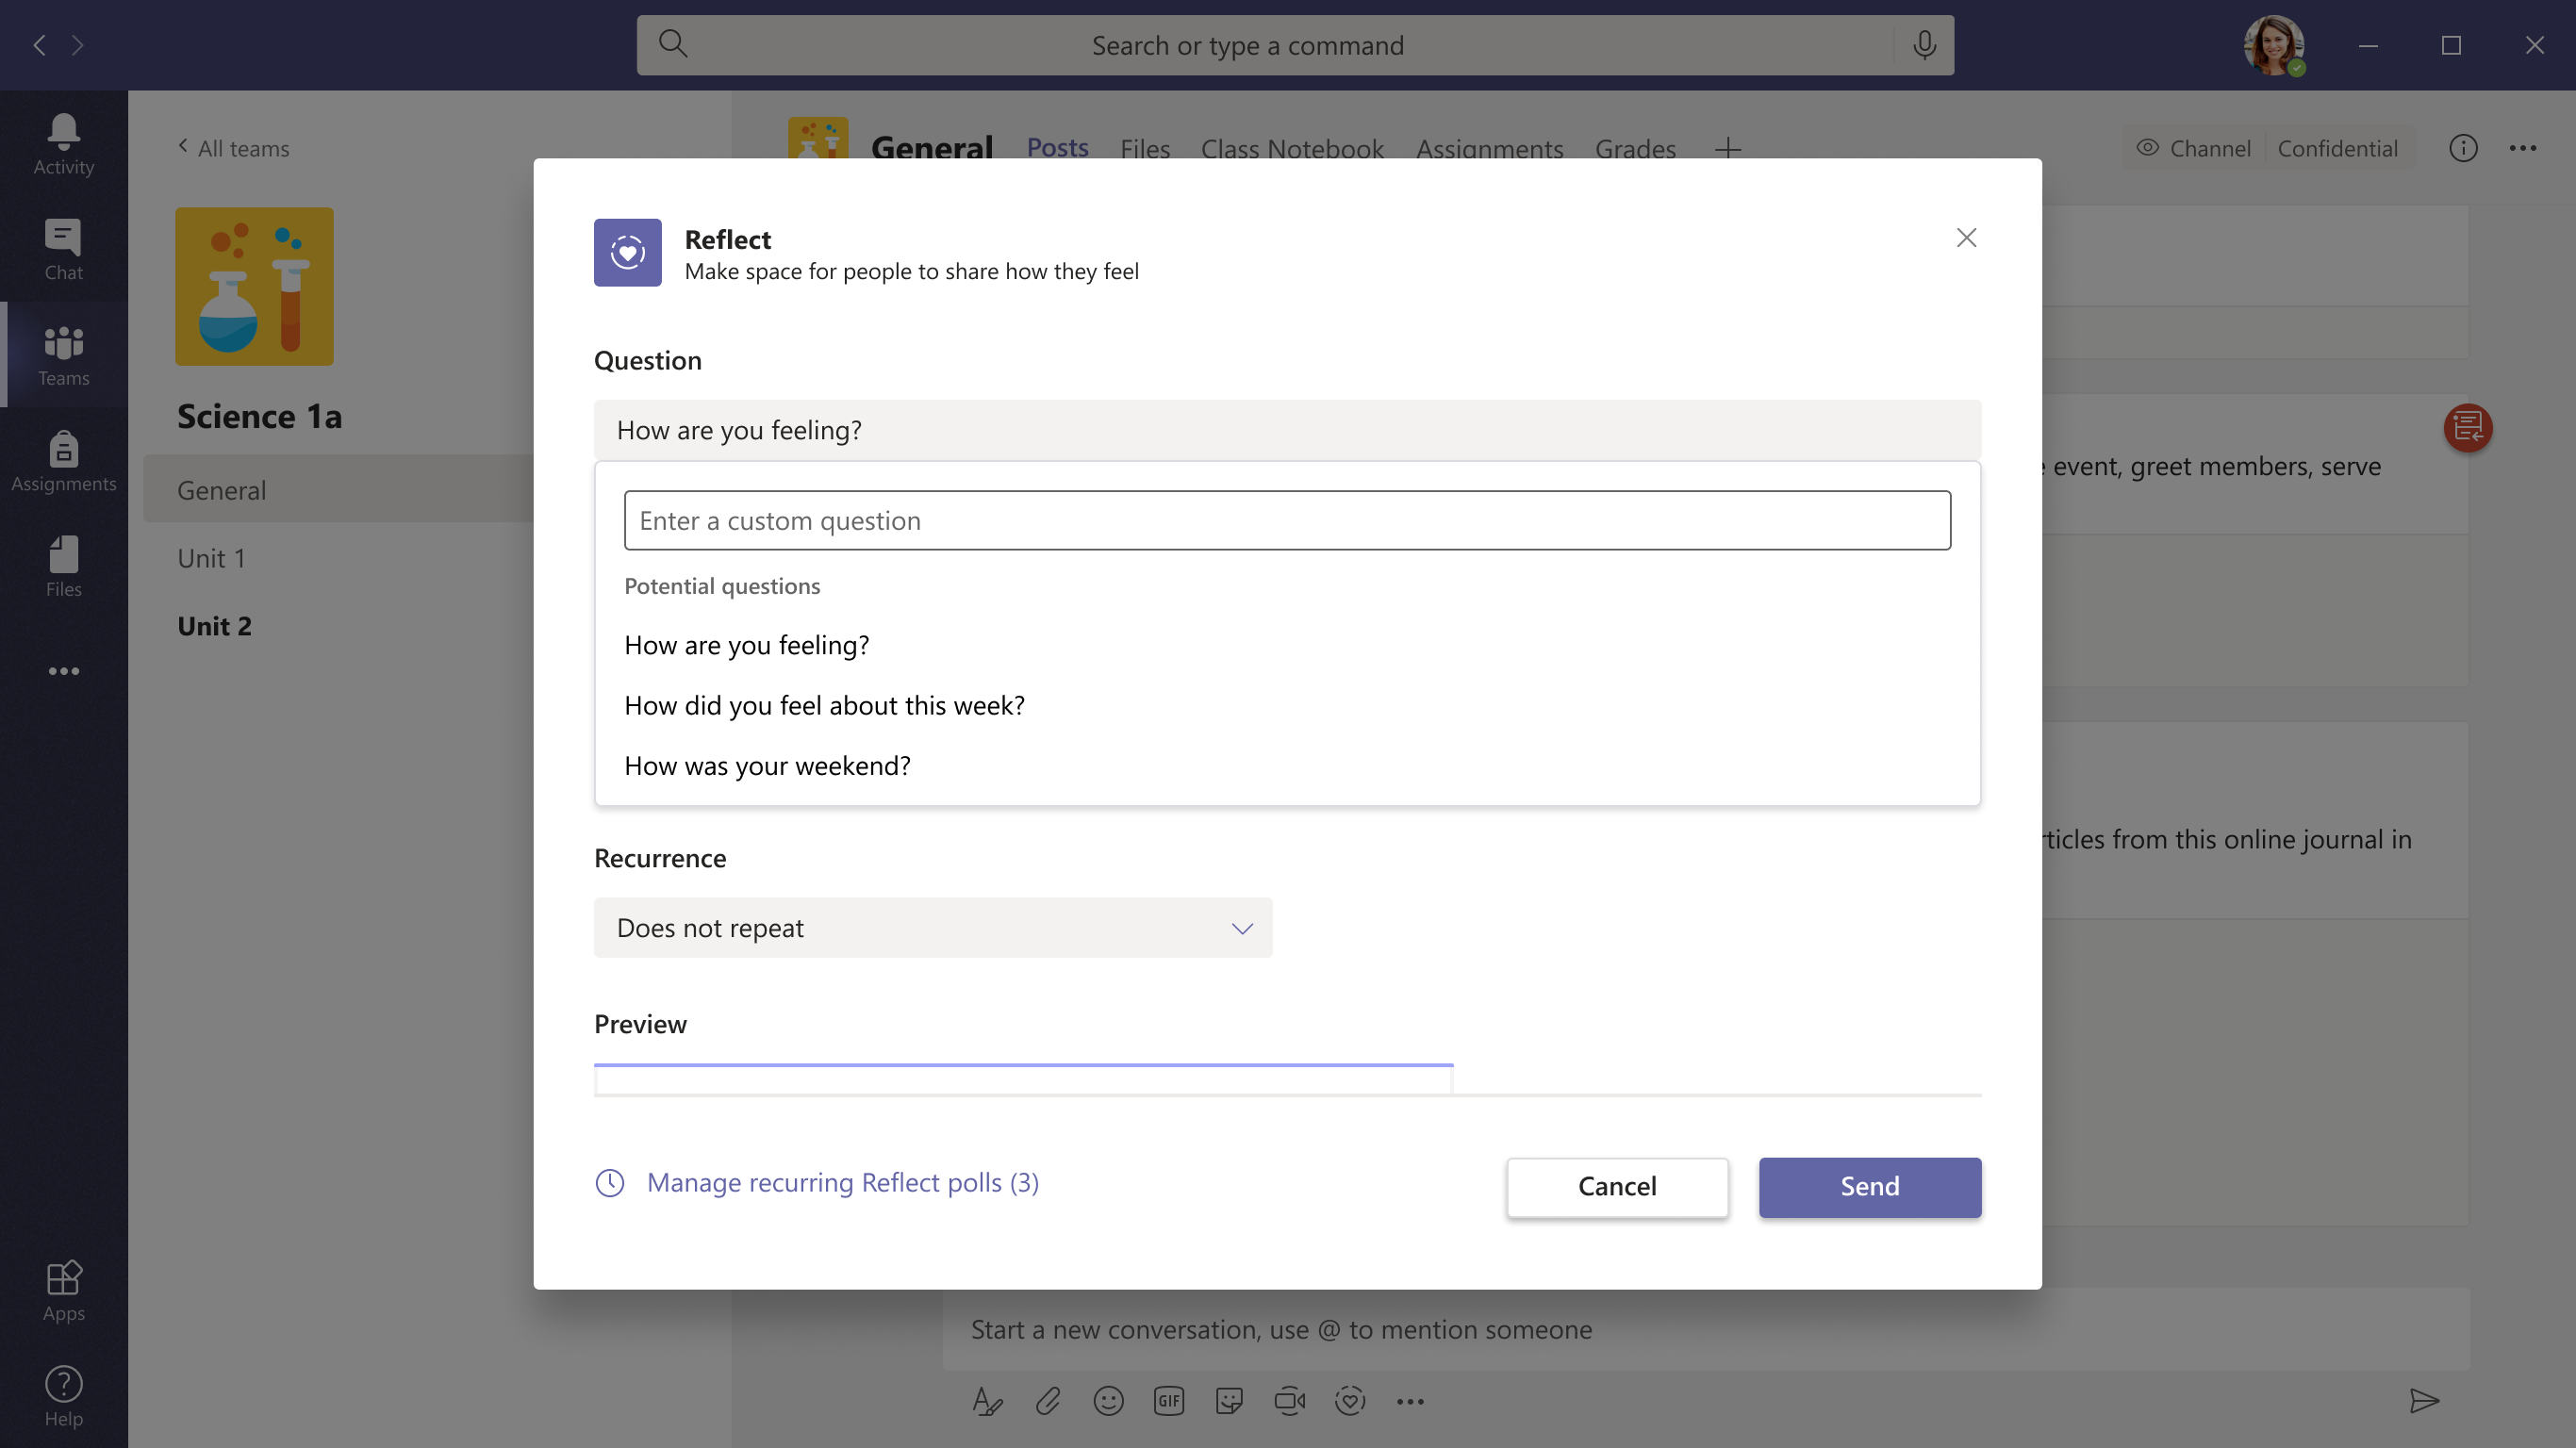 Search or type a command
Activity
Chat
Teams
Assignments
Files
Apps
Help
All teams
Science 1a
General
Unit 1
Unit 2
General Posts Files Class Notebook Assignments Grades
Channel Confidential
Reflect
Make space for people to share how they feel
Question
How are you feeling?
Enter a custom question
Potential questions
How are you feeling?
How did you feel about this week?
How was your weekend?
Recurrence
Does not repeat
Preview
Manage recurring Reflect polls (3)
Cancel
Send
event, greet members, serve
from this online journal in
Start a new conversation, use @ to mention someone
GIF